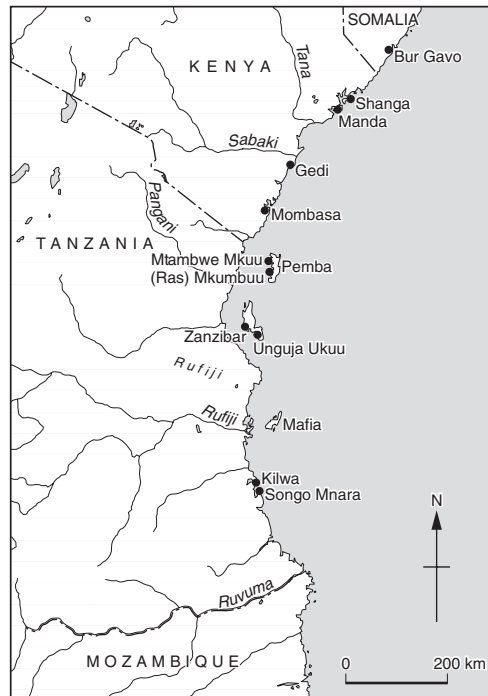 SOMALIA
KENYA
Tana
Bur Gavo
Shanga
Manda
Sabaki
Gedi
Pangani
Mombasa
TANZANIA
Mtambwe Mkuu
(Ras) Mkumbuu
Pemba
Zanzibar
Unguja Ukuu
Rufiji
Rufiji
Mafia
Kilwa
Songo Mnara
N
Ruvuma
MOZAMBIQUE
0 200 km